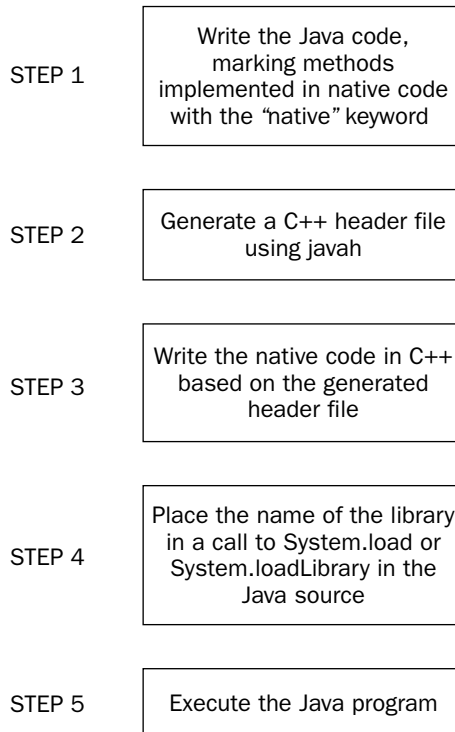 STEP 1
Write the Java code,
marking methods
implemented in native code
with the “native” keyword
STEP 2
Generate a C++ header file
using javah
STEP 3
Write the native code in C++
based on the generated
header file
STEP 4
Place the name of the library
in a call to System.load or
System.loadLibrary in the
Java source
STEP 5
Execute the Java program